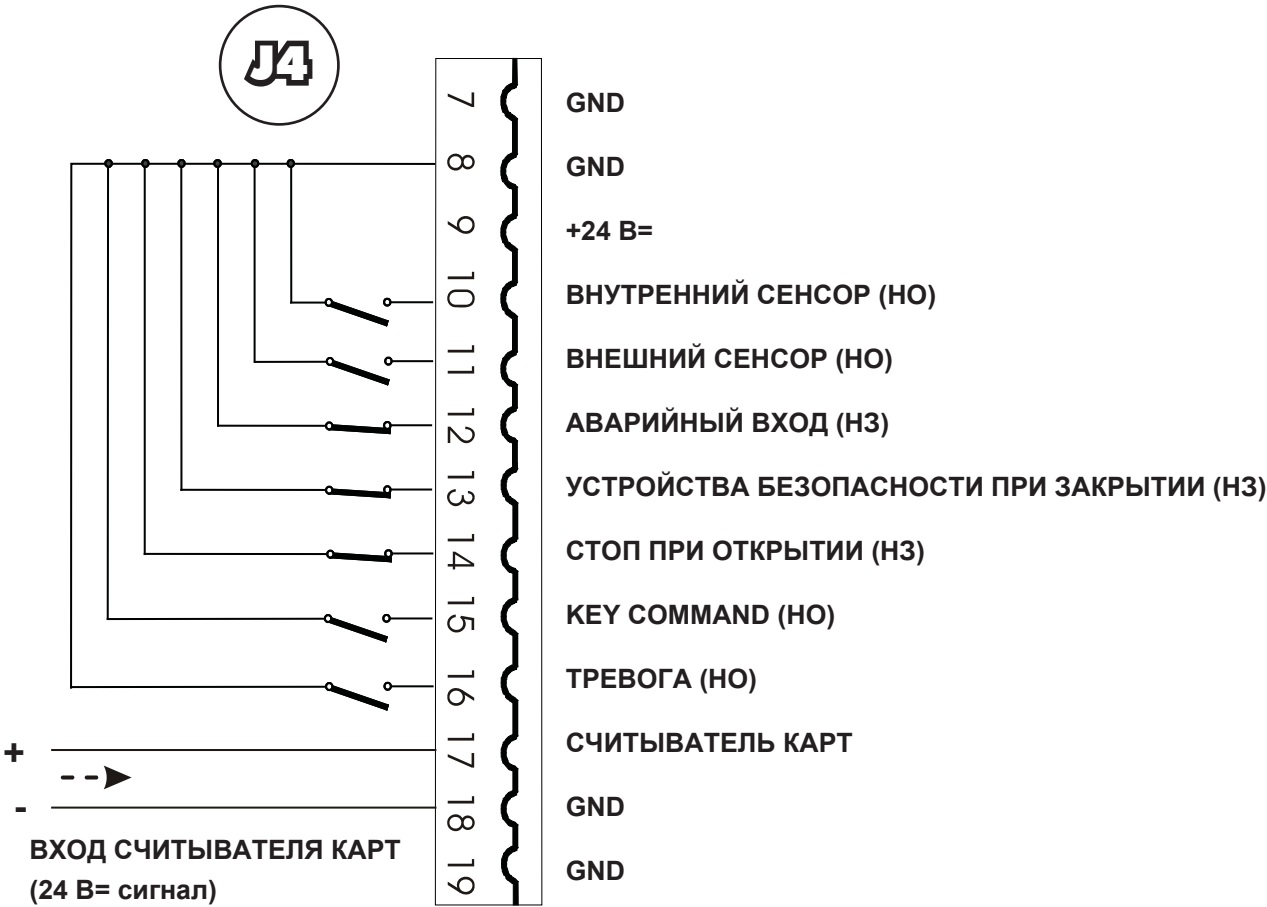 J4
7 GND
8 GND
9 +24 В=
10 ВНУТРЕННИЙ СЕНСОР (НО)
11 ВНЕШНИЙ СЕНСОР (НО)
12 АВАРИЙНЫЙ ВХОД (НЗ)
13 УСТРОЙСТВА БЕЗОПАСНОСТИ ПРИ ЗАКРЫТИИ (НЗ)
14 СТОП ПРИ ОТКРЫТИИ (НЗ)
15 KEY COMMAND (НО)
16 ТРЕВОГА (НО)
+ 17 СЧИТЫВАТЕЛЬ КАРТ
- 18 GND
ВХОД СЧИТЫВАТЕЛЯ КАРТ
(24 В= сигнал)
19 GND